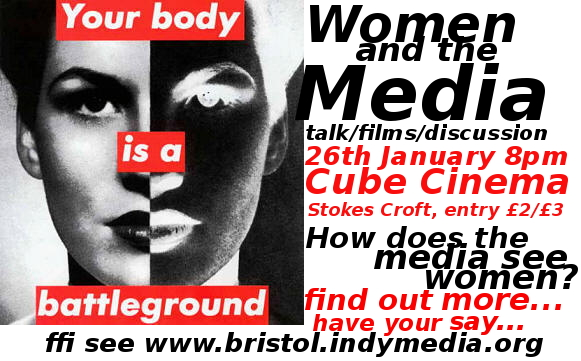 Your body
is a
battleground
Women
and the
Media
talk/films/discussion
26th January 8pm
Cube Cinema
Stokes Croft, entry £2/£3
How does the
media see
women?
find out more...
have your say...
ffi see www.bristol.indymedia.org